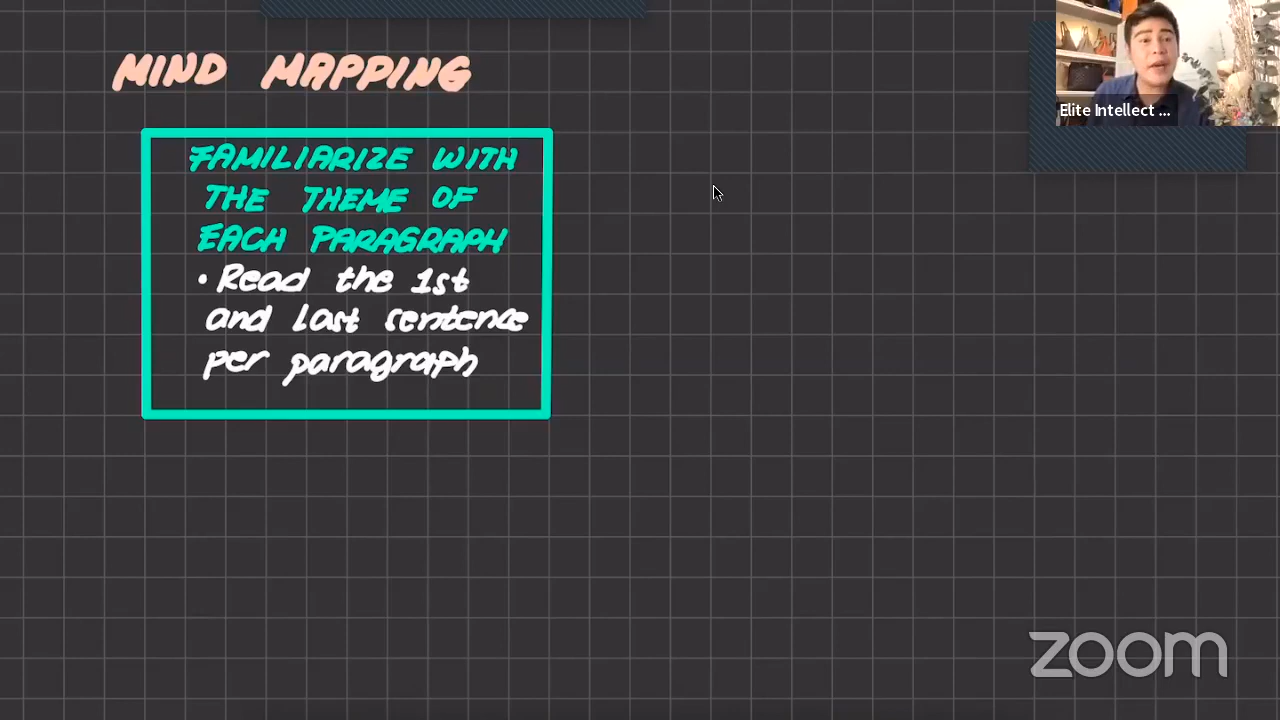 MIND MAPPING
FAMILIARIZE WITH
THE THEME OF
EACH PARAGRAPH
• Read the 1st
and last sentence
per paragraph
Elite Intellect ...
zoom